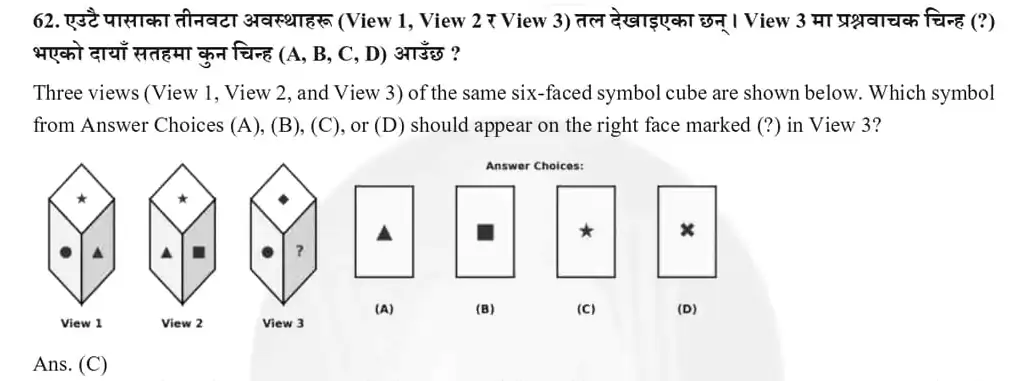 62. एउटै पासाका तीनवटा अवस्थाहरू (View 1, View 2 र View 3) तल देखाइएका छन् । View 3 मा प्रश्नवाचक चिन्ह (?)
भएको दायाँ सतहमा कुन चिन्ह (A, B, C, D) आउँछ ?
Three views (View 1, View 2, and View 3) of the same six-faced symbol cube are shown below. Which symbol
from Answer Choices (A), (B), (C), or (D) should appear on the right face marked (?) in View 3?
Answer Choices:
?
(A) (B) (C) (D)
View 1 View 2 View 3
Ans. (C)